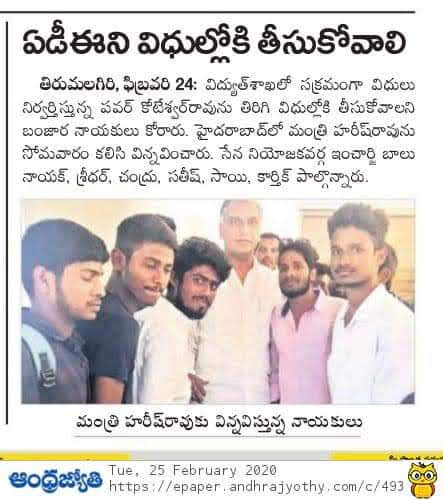 ఏడీఈని విధుల్లోకి తీసుకోవాలి
తిరుమలగిరి, ఫిబ్రవరి 24: విద్యుత్‌శాఖలో సక్రమంగా విధులు
నిర్వర్తిస్తున్న పవర్ కోటేశ్వర్‌రావును తిరిగి విధుల్లోకి తీసుకోవాలని
బంజార నాయకులు కోరారు. హైదరాబాద్‌లో మంత్రి హరీష్‌రావును
సోమవారం కలిసి విన్నవించారు. సేన నియోజకవర్గ ఇంచార్జి బాలు
నాయక్, శ్రీధర్, చంద్రు, సతీష్, సాయి, కార్తిక్ పాల్గొన్నారు.
మంత్రి హరీష్‌రావుకు విన్నవిస్తున్న నాయకులు
ఆంధ్రజ్యోతి
Tue, 25 February 2020
https://epaper.andhrajyothy.com/c/493